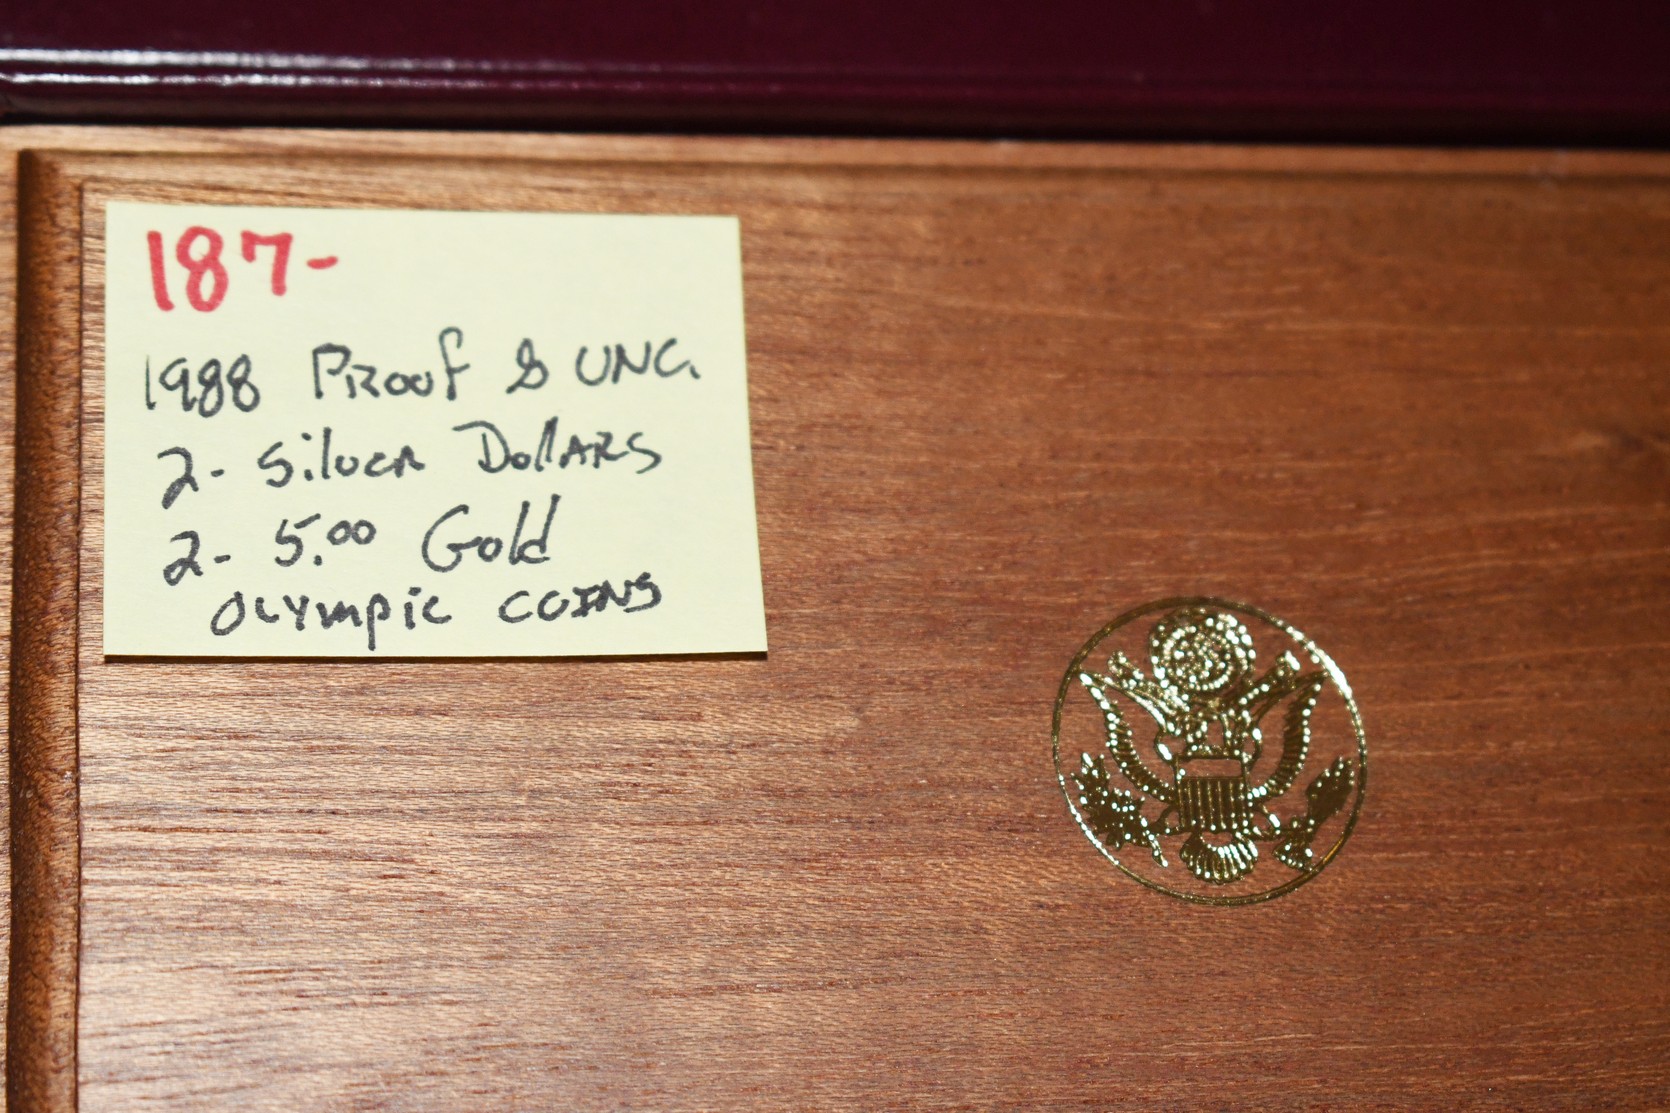 187-
1988 Proof & UNC.
2- Silver Dollars
2- 5.00 Gold
Olympic COINS